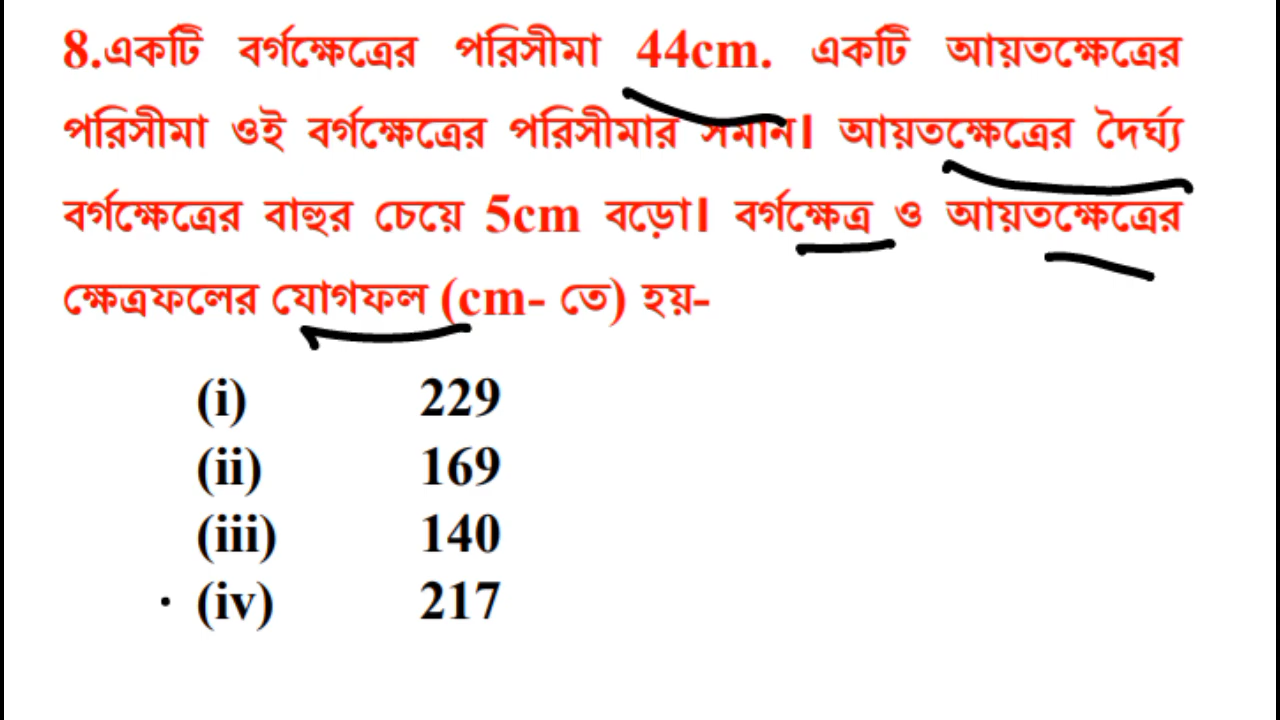 8.একটি বর্গক্ষেত্রের পরিসীমা 44cm. একটি আয়তক্ষেত্রের
পরিসীমা ওই বর্গক্ষেত্রের পরিসীমার সমান। আয়তক্ষেত্রের দৈর্ঘ্য
বর্গক্ষেত্রের বাহুর চেয়ে 5cm বড়ো। বর্গক্ষেত্র ও আয়তক্ষেত্রের
ক্ষেত্রফলের যোগফল (cm- তে) হয়-
(i) 229
(ii) 169
(iii) 140
(iv) 217